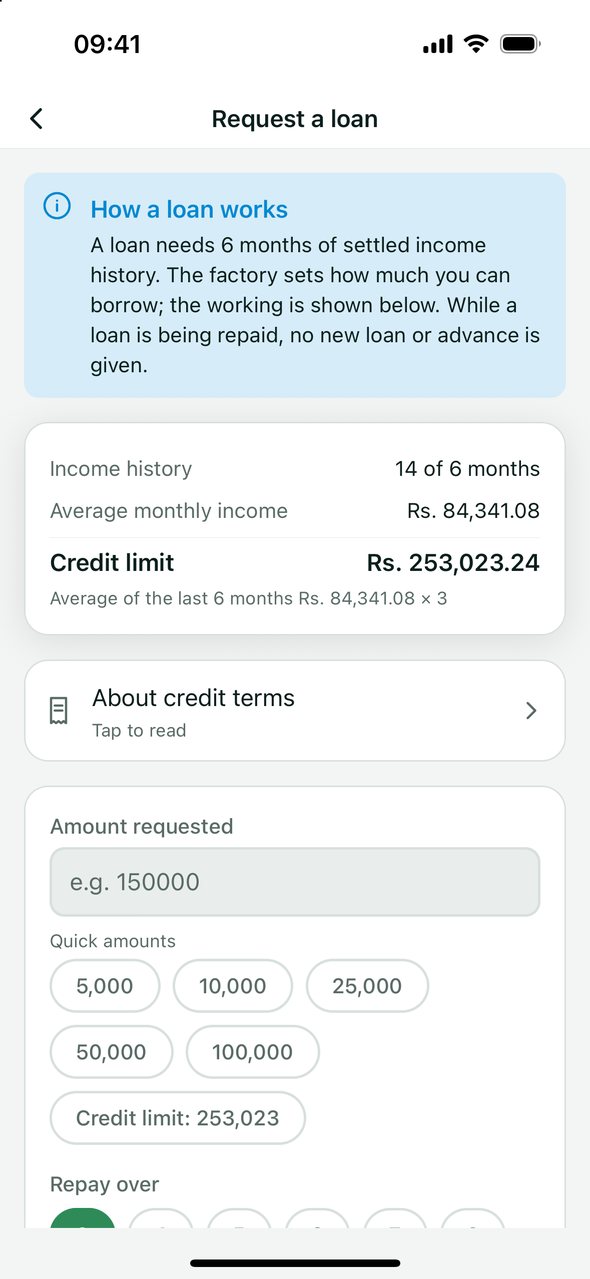 09:41
Request a loan
How a loan works
A loan needs 6 months of settled income
history. The factory sets how much you can
borrow; the working is shown below. While a
loan is being repaid, no new loan or advance is
given.
Income history 14 of 6 months
Average monthly income Rs. 84,341.08
Credit limit Rs. 253,023.24
Average of the last 6 months Rs. 84,341.08 × 3
About credit terms
Tap to read
Amount requested
e.g. 150000
Quick amounts
5,000 10,000 25,000
50,000 100,000
Credit limit: 253,023
Repay over